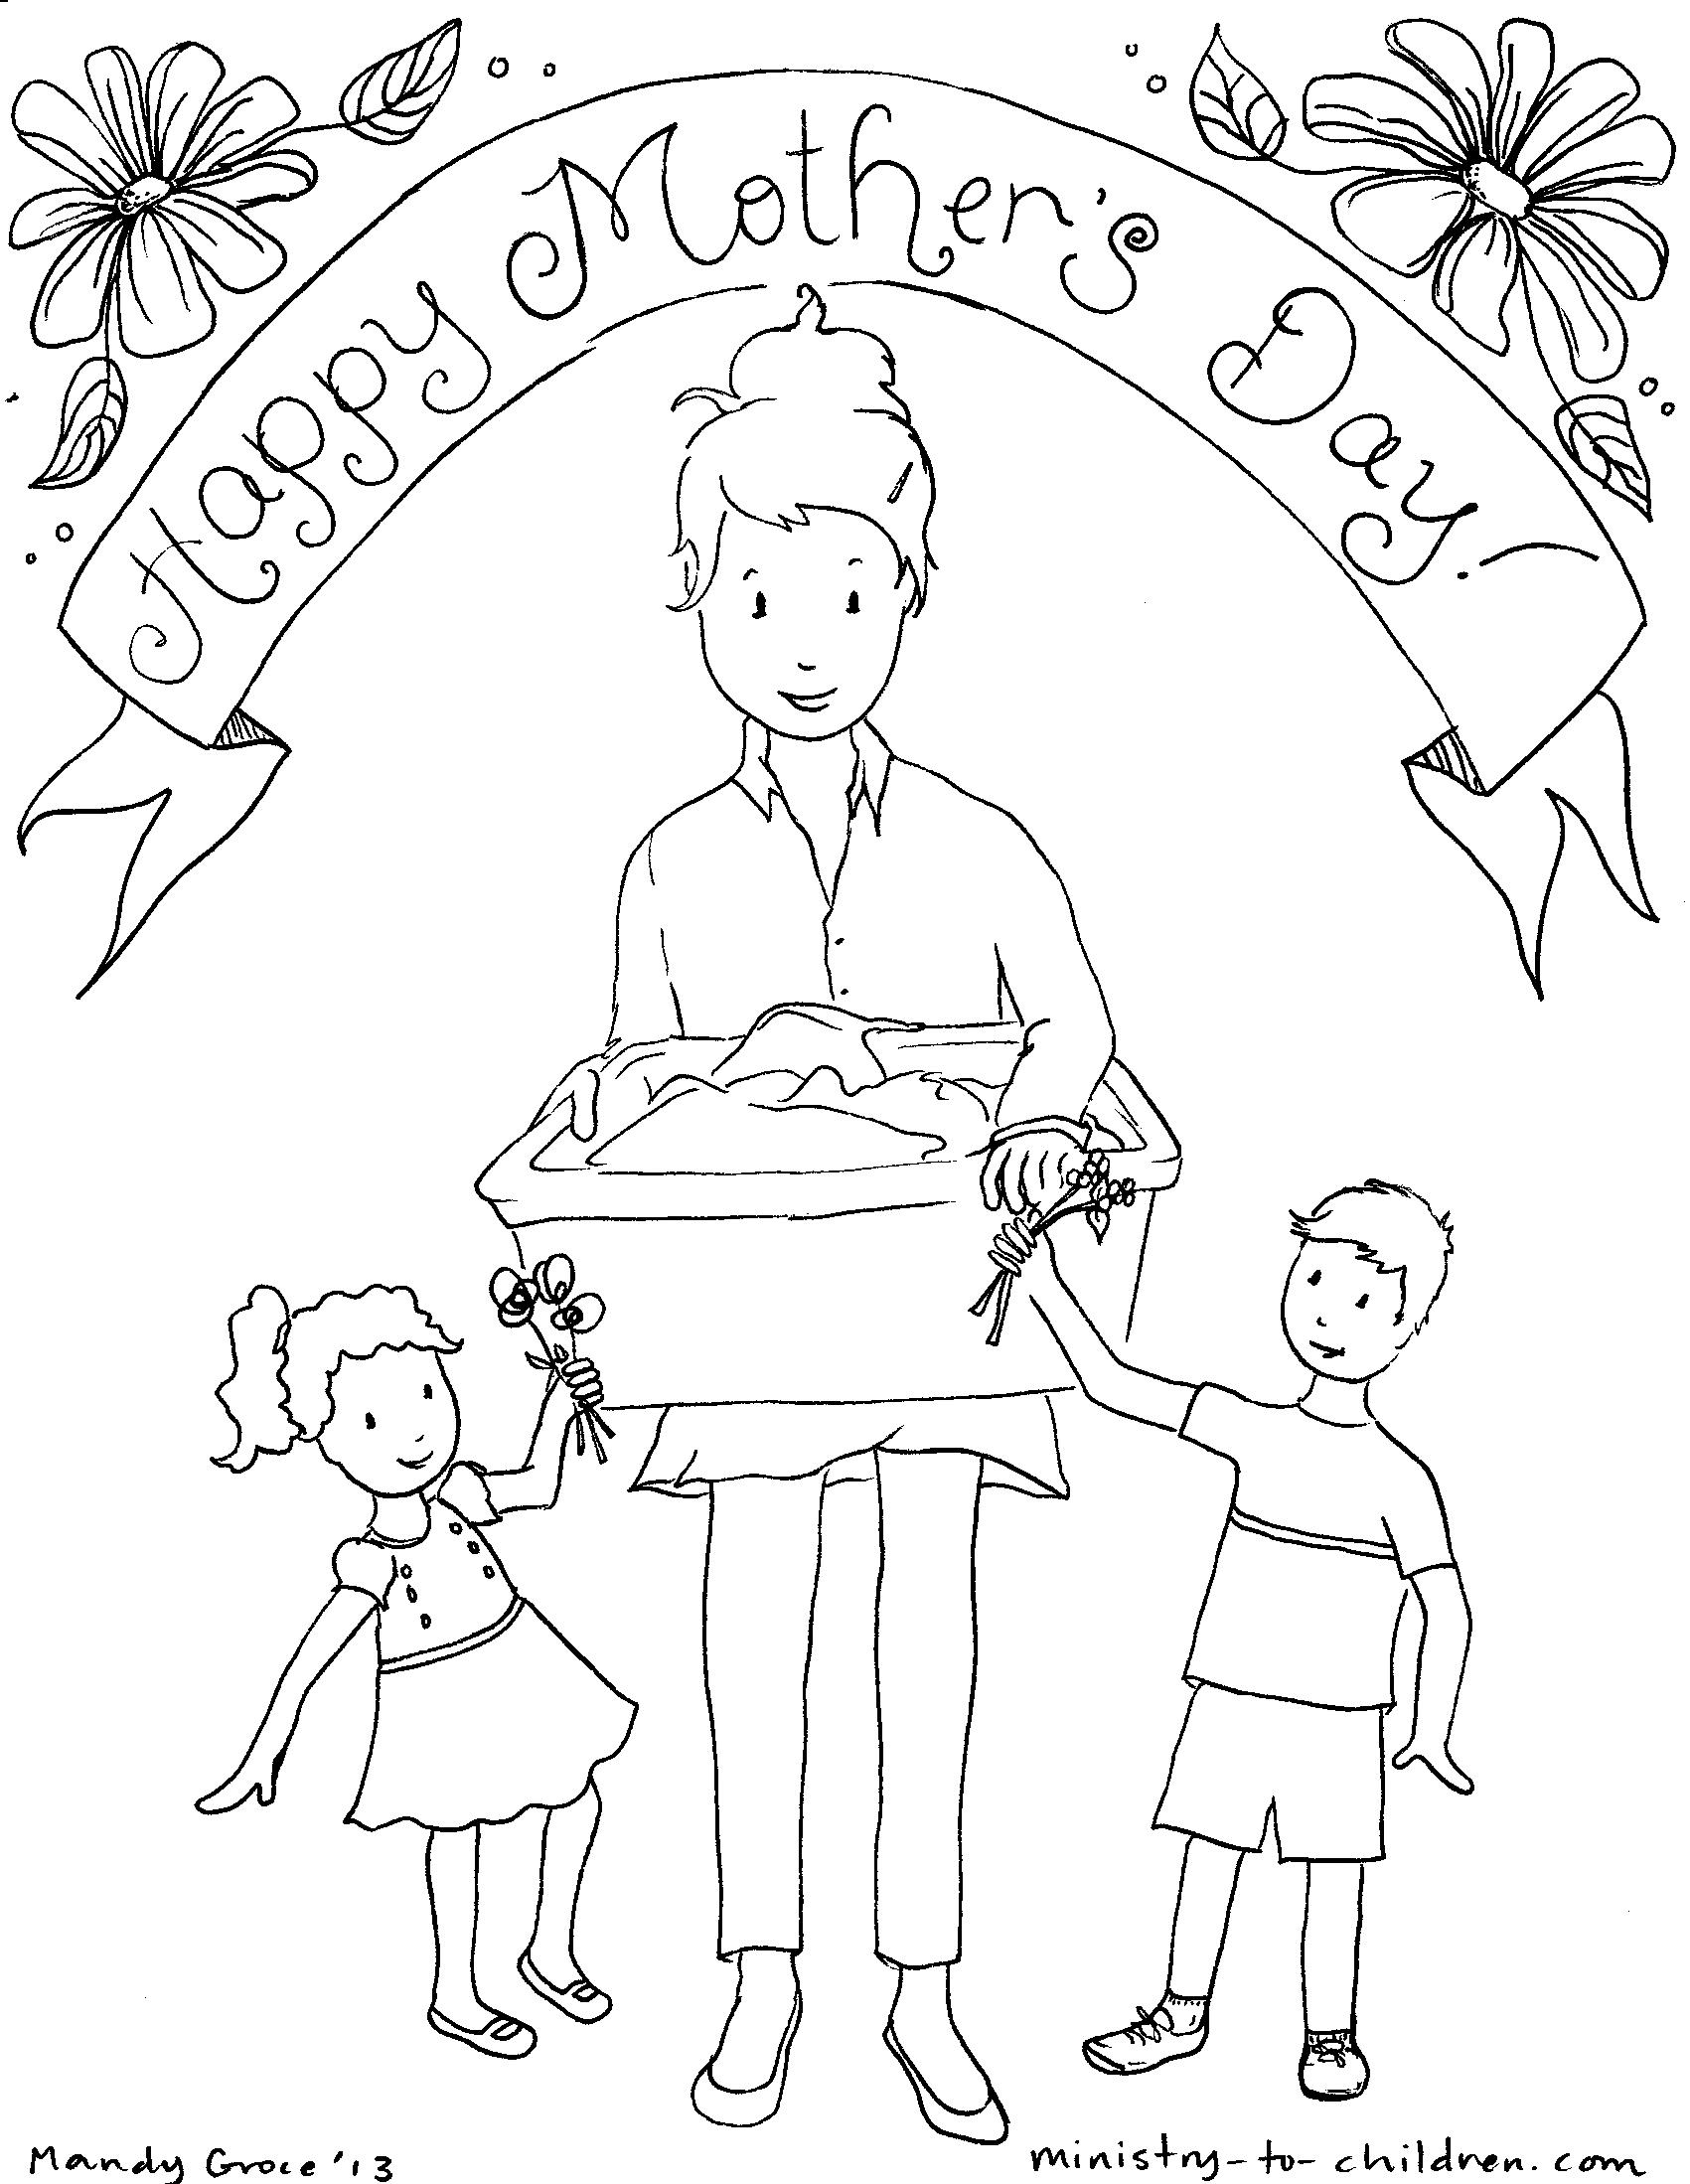 Happy Mother's Day!
Mandy Groce '13
ministry-to-children.com